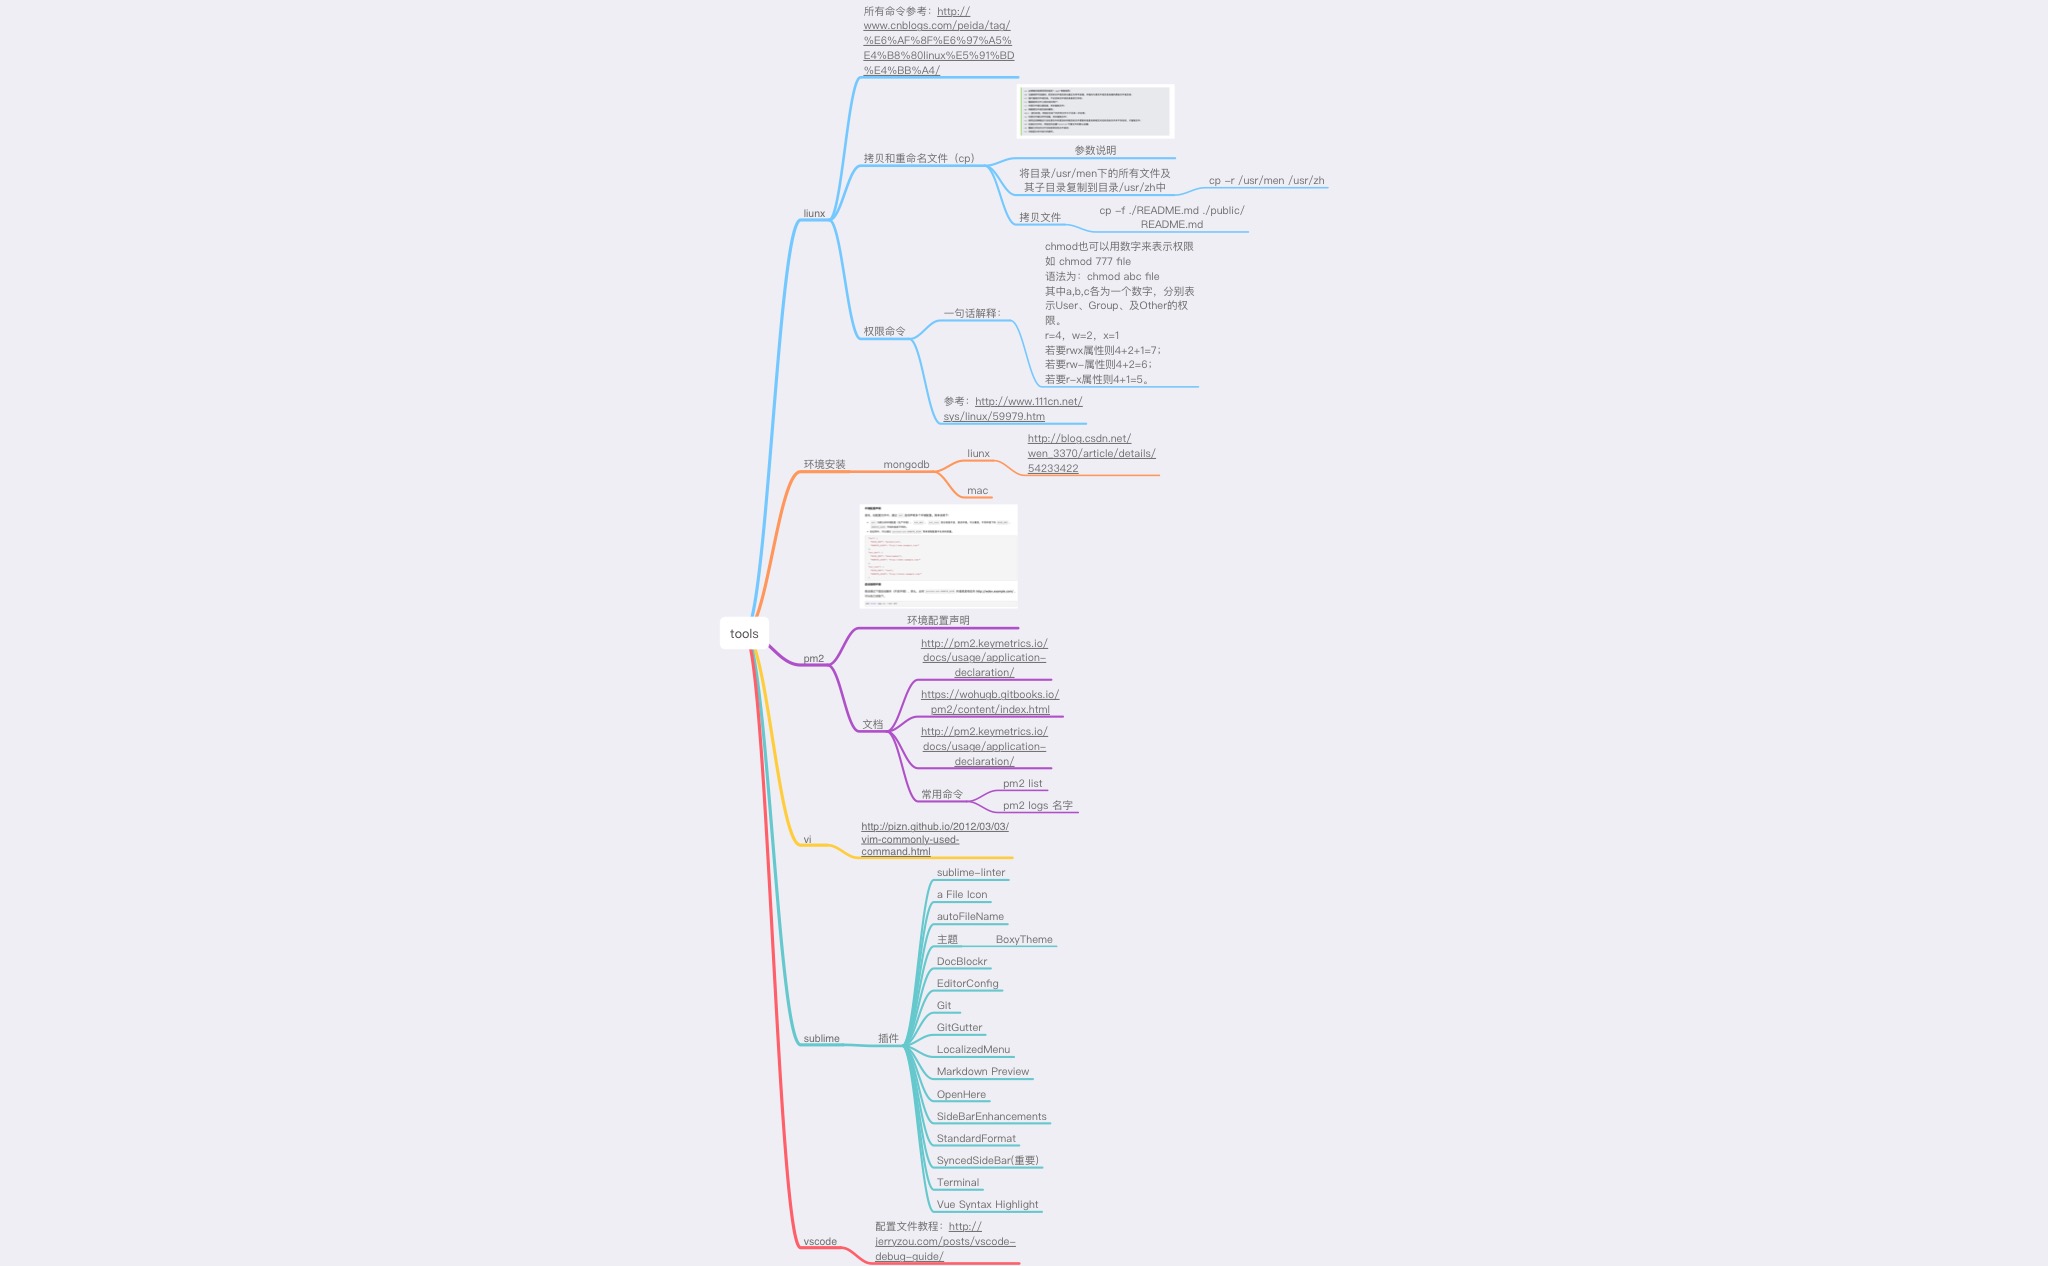 所有命令参考：http://
www.cnblogs.com/peida/tag/
%E6%AF%8F%E6%97%A5%
E4%B8%80linux%E5%91%BD
%E4%BB%A4/
拷贝和重命名文件（cp）
参数说明
将目录/usr/men下的所有文件及
其子目录复制到目录/usr/zh中
cp -r /usr/men /usr/zh
拷贝文件
cp -f ./README.md ./public/
README.md
liunx
权限命令
一句话解释：
chmod也可以用数字来表示权限
如 chmod 777 file
语法为：chmod abc file
其中a,b,c各为一个数字，分别表
示User、Group、及Other的权
限。
r=4，w=2，x=1
若要rwx属性则4+2+1=7；
若要rw-属性则4+2=6；
若要r-x属性则4+1=5。
参考：http://www.111cn.net/
sys/linux/59979.htm
环境安装
mongodb
liunx
http://blog.csdn.net/
wen_3370/article/details/
54233422
mac
tools
pm2
环境配置声明
文档
http://pm2.keymetrics.io/
docs/usage/application-
declaration/
https://wohugb.gitbooks.io/
pm2/content/index.html
http://pm2.keymetrics.io/
docs/usage/application-
declaration/
常用命令
pm2 list
pm2 logs 名字
vi
http://pizn.github.io/2012/03/03/
vim-commonly-used-
command.html
sublime
插件
sublime-linter
a File Icon
autoFileName
主题
BoxyTheme
DocBlockr
EditorConfig
Git
GitGutter
LocalizedMenu
Markdown Preview
OpenHere
SideBarEnhancements
StandardFormat
SyncedSideBar(重要)
Terminal
Vue Syntax Highlight
vscode
配置文件教程：http://
jerryzou.com/posts/vscode-
debug-guide/